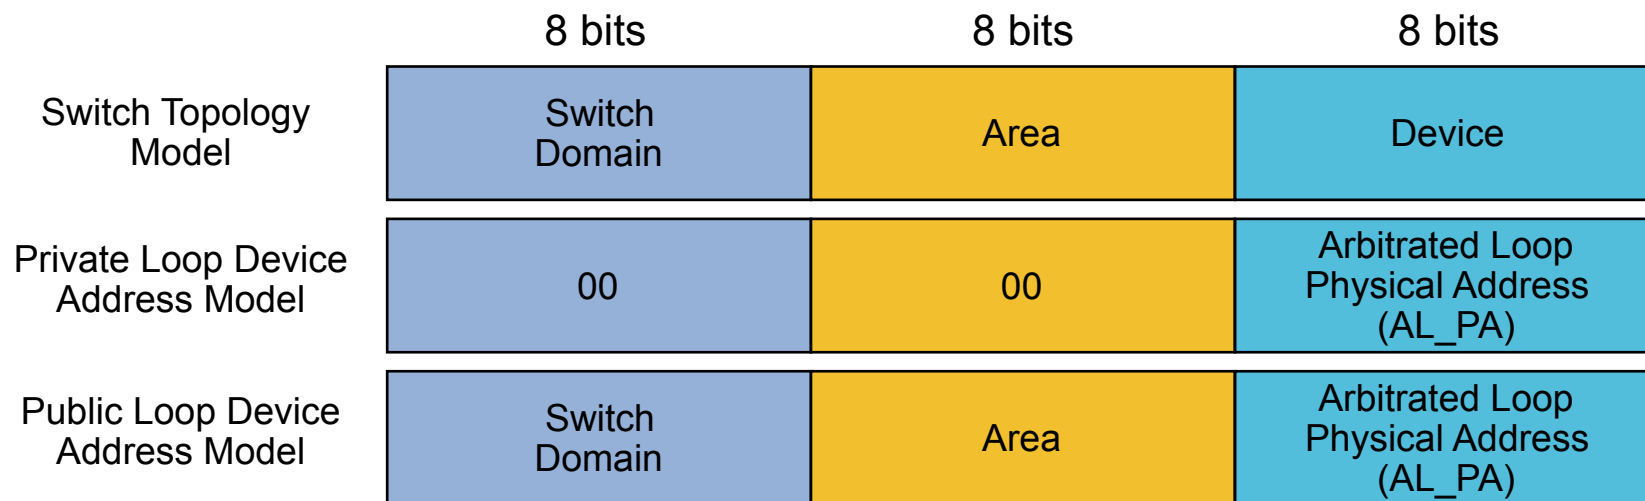 8 bits
8 bits
8 bits
Switch Topology
Model
Switch
Domain
Area
Device
Private Loop Device
Address Model
00
00
Arbitrated Loop
Physical Address
(AL_PA)
Public Loop Device
Address Model
Switch
Domain
Area
Arbitrated Loop
Physical Address
(AL_PA)